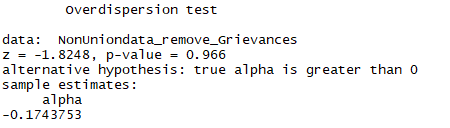 Overdispersion test
data: NonUniondata_remove_Grievances
z = -1.8248, p-value = 0.966
alternative hypothesis: true alpha is greater than 0
sample estimates:
alpha
-0.1743753